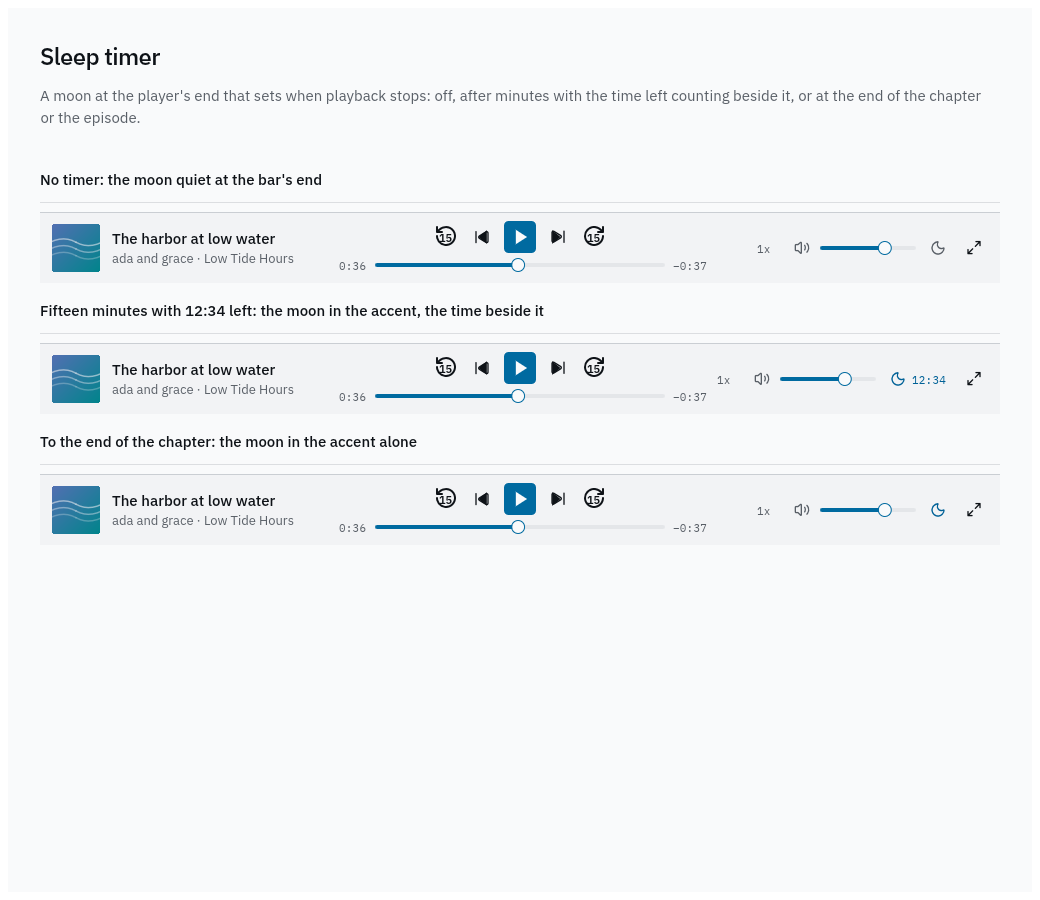 Sleep timer
A moon at the player's end that sets when playback stops: off, after minutes with the time left counting beside it, or at the end of the chapter
or the episode.
No timer: the moon quiet at the bar's end
The harbor at low water
ada and grace · Low Tide Hours
15
15
0:36
−0:37
1x
Fifteen minutes with 12:34 left: the moon in the accent, the time beside it
The harbor at low water
ada and grace · Low Tide Hours
15
15
0:36
−0:37
1x
12:34
To the end of the chapter: the moon in the accent alone
The harbor at low water
ada and grace · Low Tide Hours
15
15
0:36
−0:37
1x